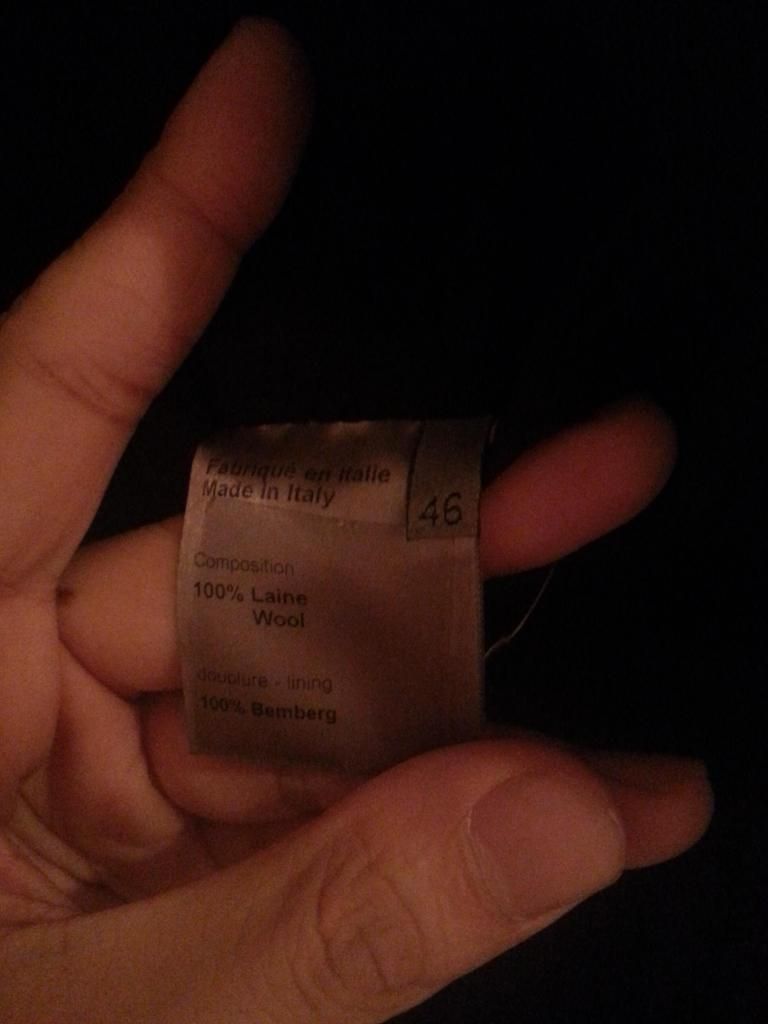 Fabriqué en Italie
Made in Italy
46
Composition
100% Laine
Wool
doublure - lining
100% Bemberg